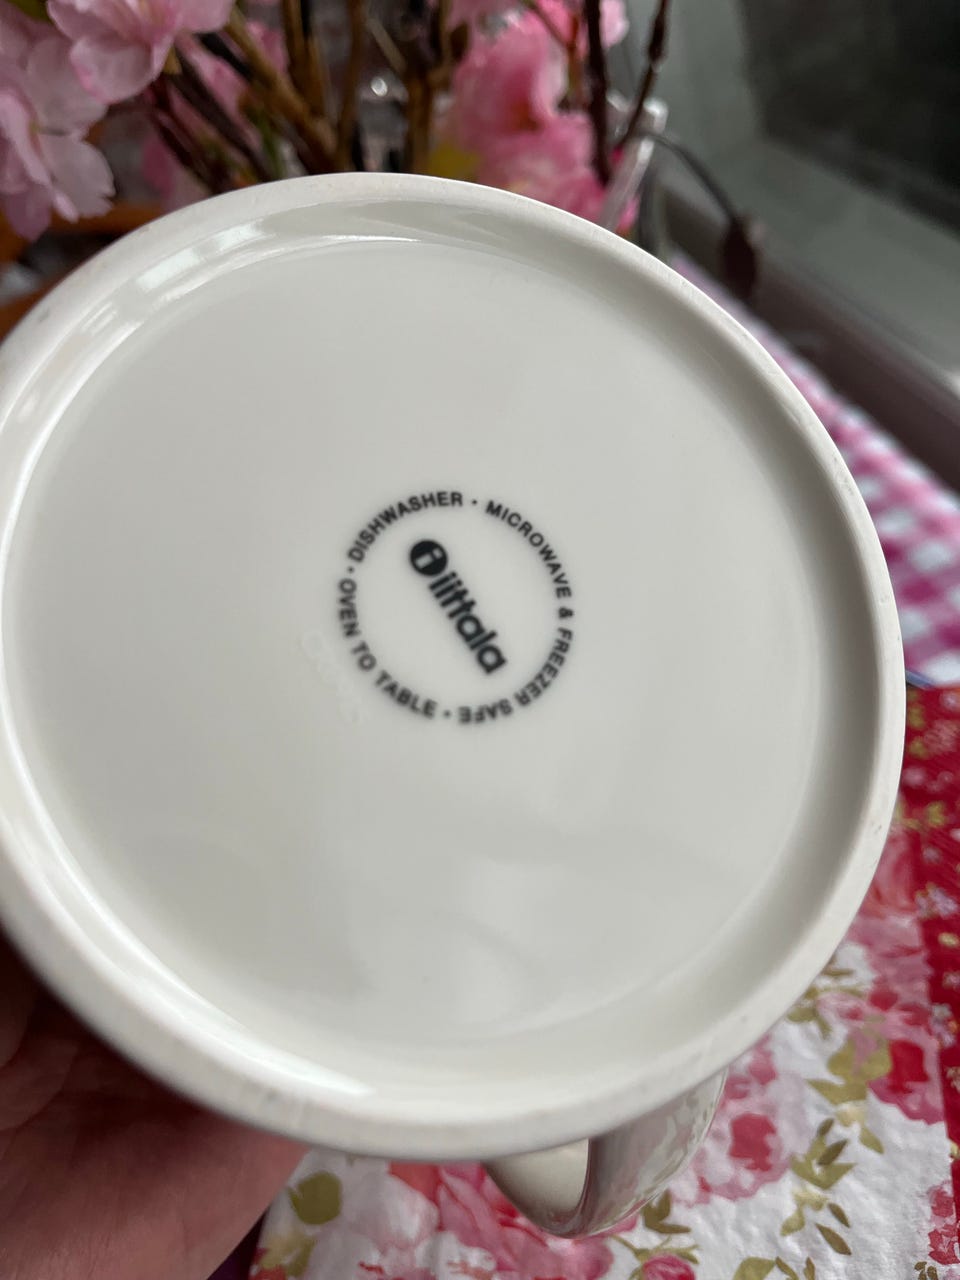 OVEN TO TABLE • DISHWASHER • MICROWAVE & FREEZER SAFE •
i iittala